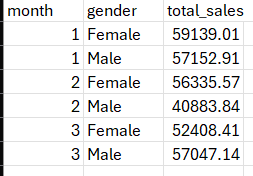 month gender total_sales
1 Female 59139.01
1 Male 57152.91
2 Female 56335.57
2 Male 40883.84
3 Female 52408.41
3 Male 57047.14